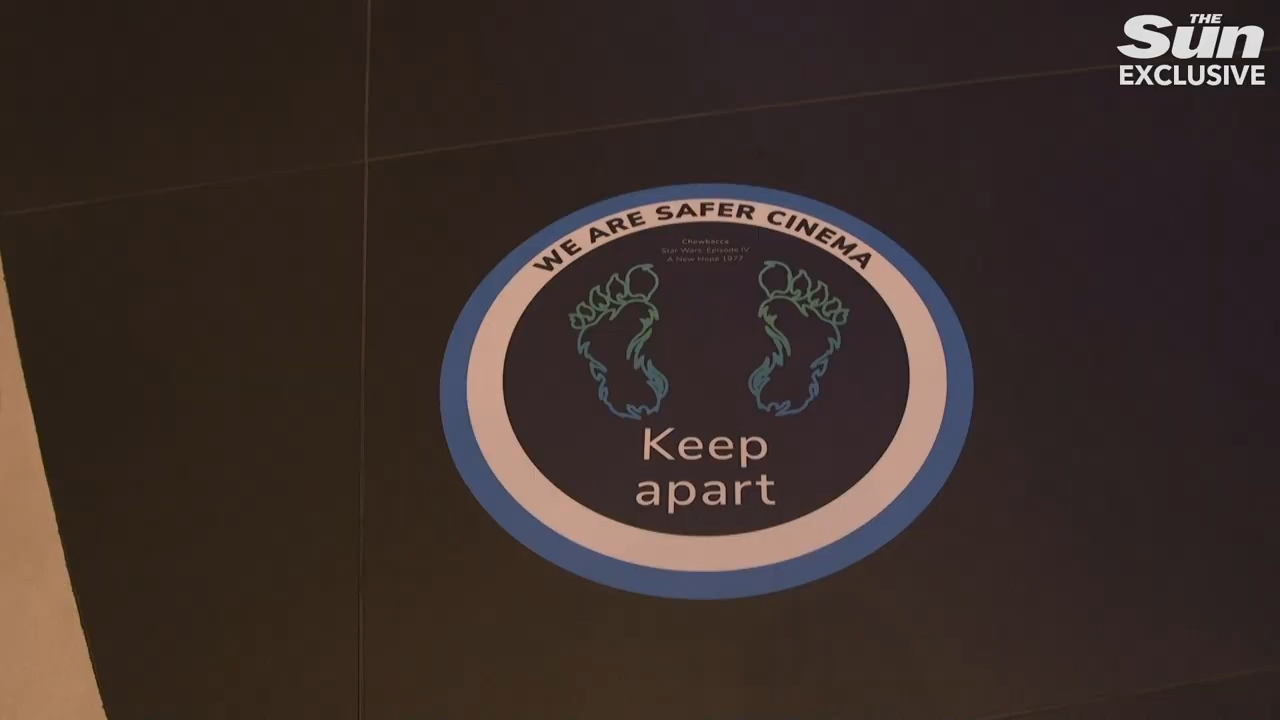 THE
Sun
EXCLUSIVE
WE ARE SAFER CINEMA
Chewbacca
Star Wars: Episode IV
A New Hope 1977
Keep
apart